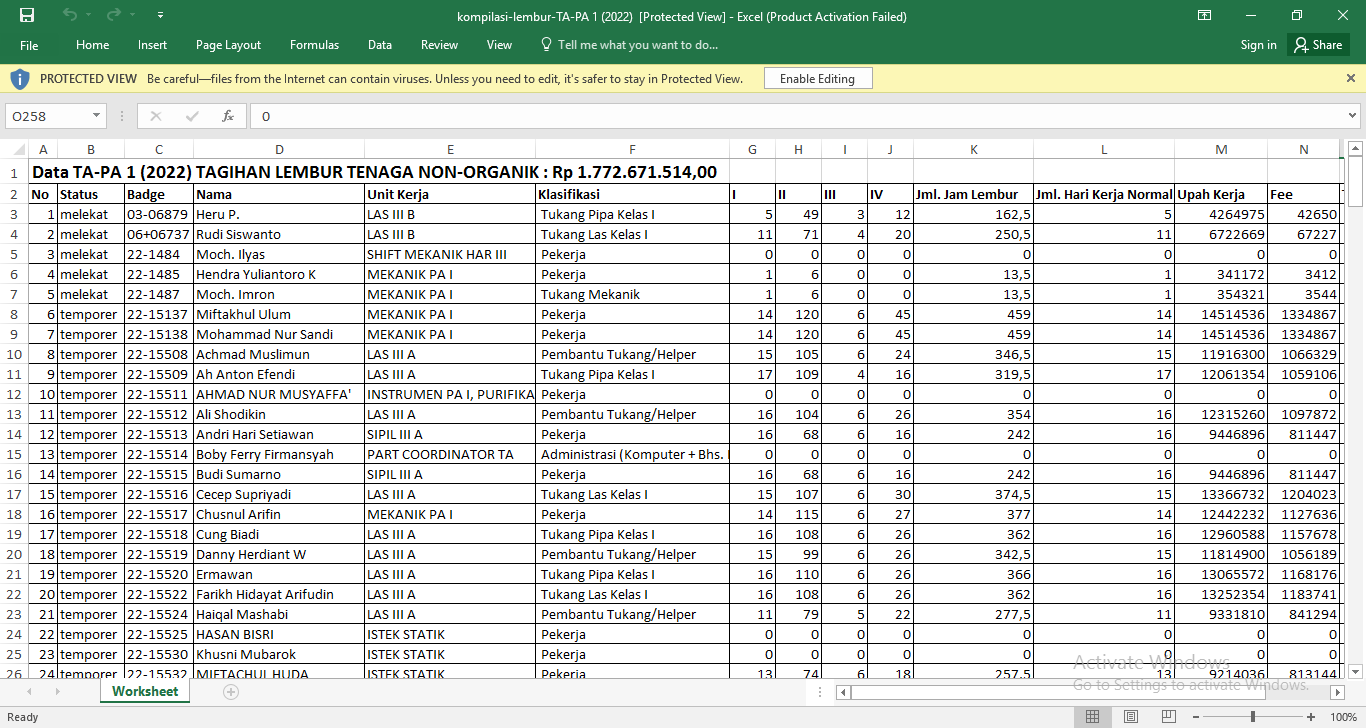 kompilasi-lembur-TA-PA 1 (2022) [Protected View] - Excel (Product Activation Failed)
File Home Insert Page Layout Formulas Data Review View Tell me what you want to do... Sign in Share
PROTECTED VIEW Be careful—files from the Internet can contain viruses. Unless you need to edit, it's safer to stay in Protected View. Enable Editing
O258 fx 0
A B C D E F G H I J K L M N
1 Data TA-PA 1 (2022) TAGIHAN LEMBUR TENAGA NON-ORGANIK : Rp 1.772.671.514,00
2 No Status Badge Nama Unit Kerja Klasifikasi I II III IV Jml. Jam Lembur Jml. Hari Kerja Normal Upah Kerja Fee
3 1 melekat 03-06879 Heru P. LAS III B Tukang Pipa Kelas I 5 49 3 12 162,5 5 4264975 42650
4 2 melekat 06+06737 Rudi Siswanto LAS III B Tukang Las Kelas I 11 71 4 20 250,5 11 6722669 67227
5 3 melekat 22-1484 Moch. Ilyas SHIFT MEKANIK HAR III Pekerja 0 0 0 0 0 0 0 0
6 4 melekat 22-1485 Hendra Yuliantoro K MEKANIK PA I Pekerja 1 6 0 0 13,5 1 341172 3412
7 5 melekat 22-1487 Moch. Imron MEKANIK PA I Tukang Mekanik 1 6 0 0 13,5 1 354321 3544
8 6 temporer 22-15137 Miftakhul Ulum MEKANIK PA I Pekerja 14 120 6 45 459 14 14514536 1334867
9 7 temporer 22-15138 Mohammad Nur Sandi MEKANIK PA I Pekerja 14 120 6 45 459 14 14514536 1334867
10 8 temporer 22-15508 Achmad Muslimun LAS III A Pembantu Tukang/Helper 15 105 6 24 346,5 15 11916300 1066329
11 9 temporer 22-15509 Ah Anton Efendi LAS III A Tukang Pipa Kelas I 17 109 4 16 319,5 17 12061354 1059106
12 10 temporer 22-15511 AHMAD NUR MUSYAFFA' INSTRUMEN PA I, PURIFIKA Pekerja 0 0 0 0 0 0 0 0
13 11 temporer 22-15512 Ali Shodikin LAS III A Pembantu Tukang/Helper 16 104 6 26 354 16 12315260 1097872
14 12 temporer 22-15513 Andri Hari Setiawan SIPIL III A Pekerja 16 68 6 16 242 16 9446896 811447
15 13 temporer 22-15514 Boby Ferry Firmansyah PART COORDINATOR TA Administrasi (Komputer + Bhs. 0 0 0 0 0 0 0 0
16 14 temporer 22-15515 Budi Sumarno SIPIL III A Pekerja 16 68 6 16 242 16 9446896 811447
17 15 temporer 22-15516 Cecep Supriyadi LAS III A Tukang Las Kelas I 15 107 6 30 374,5 15 13366732 1204023
18 16 temporer 22-15517 Chusnul Arifin MEKANIK PA I Pekerja 14 115 6 27 377 14 12442232 1127636
19 17 temporer 22-15518 Cung Biadi LAS III A Tukang Pipa Kelas I 16 108 6 26 362 16 12960588 1157678
20 18 temporer 22-15519 Danny Herdiant W LAS III A Pembantu Tukang/Helper 15 99 6 26 342,5 15 11814900 1056189
21 19 temporer 22-15520 Ermawan LAS III A Tukang Pipa Kelas I 16 110 6 26 366 16 13065572 1168176
22 20 temporer 22-15522 Farikh Hidayat Arifudin LAS III A Tukang Las Kelas I 16 108 6 26 362 16 13252354 1183741
23 21 temporer 22-15524 Haiqal Mashabi LAS III A Pembantu Tukang/Helper 11 79 5 22 277,5 11 9331810 841294
24 22 temporer 22-15525 HASAN BISRI ISTEK STATIK Pekerja 0 0 0 0 0 0 0 0
25 23 temporer 22-15530 Khusni Mubarok ISTEK STATIK Pekerja 0 0 0 0 0 0 0 0
26 24 temporer 22-15532 MIFTACHUL HUDA ISTEK STATIK Pekerja 13 74 6 18 257,5 13 9214036 813144
Activate Windows
Go to Settings to activate Windows.
Worksheet
Ready 100%